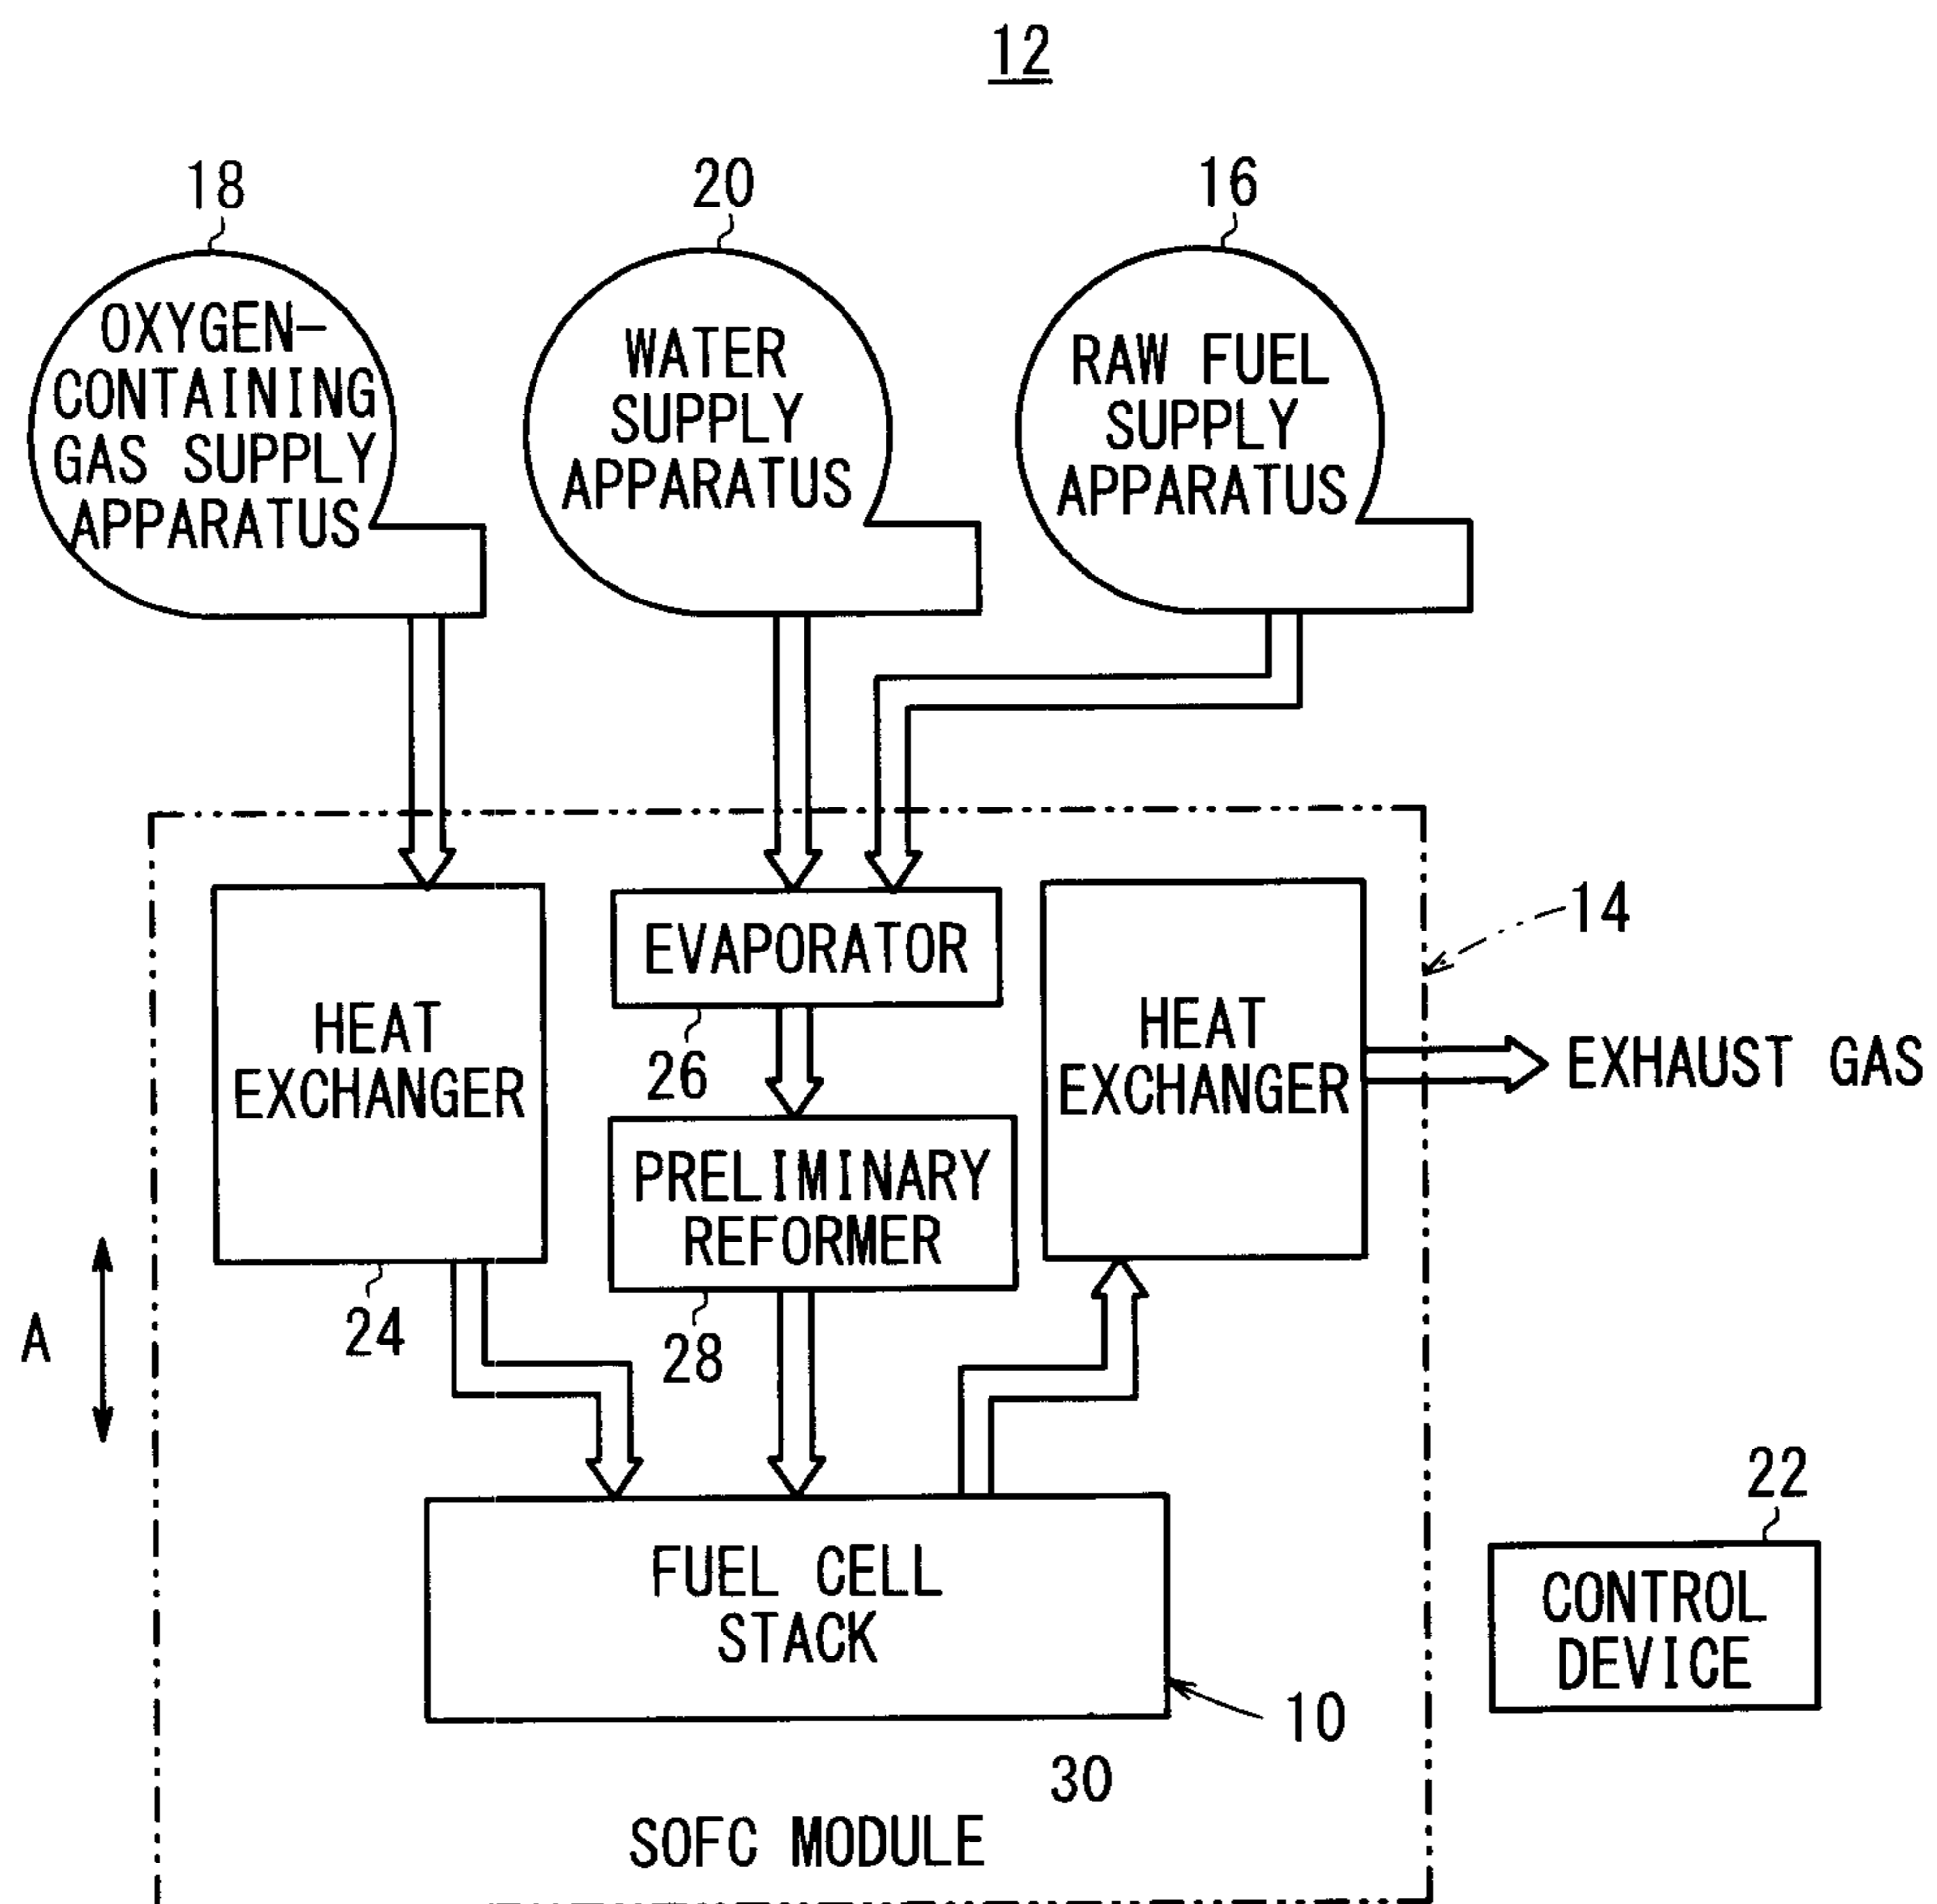 12
18
20
16
OXYGEN-
CONTAINING
GAS SUPPLY
APPARATUS
WATER
SUPPLY
APPARATUS
RAW FUEL
SUPPLY
APPARATUS
14
HEAT
EXCHANGER
24
EVAPORATOR
26
PRELIMINARY
REFORMER
28
HEAT
EXCHANGER
EXHAUST GAS
A
FUEL CELL
STACK
10
22
CONTROL
DEVICE
30
SOFC MODULE